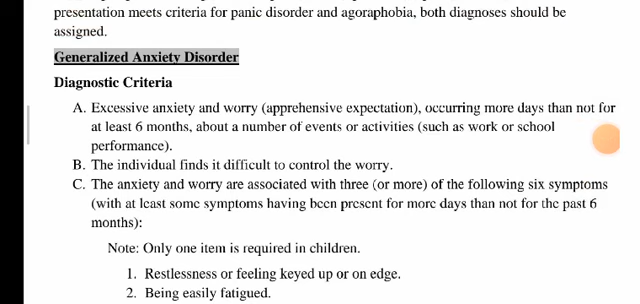 presentation meets criteria for panic disorder and agoraphobia, both diagnoses should be
assigned.
Generalized Anxiety Disorder
Diagnostic Criteria
A. Excessive anxiety and worry (apprehensive expectation), occurring more days than not for
at least 6 months, about a number of events or activities (such as work or school
performance).
B. The individual finds it difficult to control the worry.
C. The anxiety and worry are associated with three (or more) of the following six symptoms
(with at least some symptoms having been present for more days than not for the past 6
months):
Note: Only one item is required in children.
1. Restlessness or feeling keyed up or on edge.
2. Being easily fatigued.